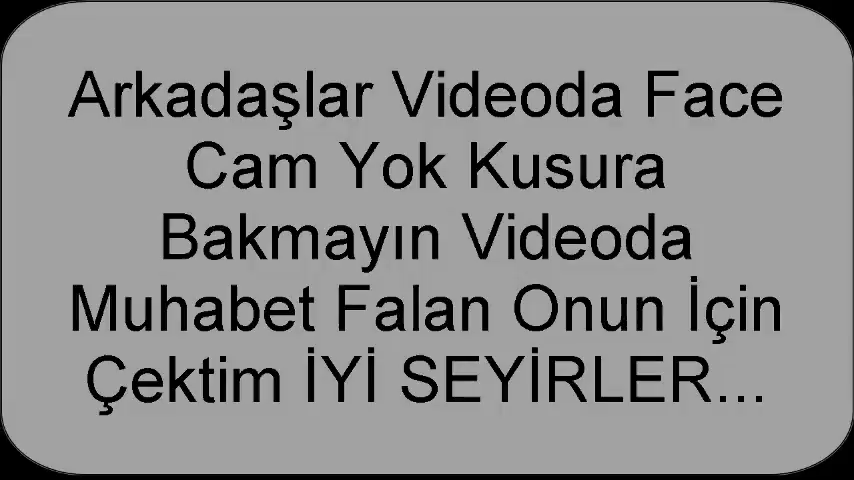 Arkadaşlar Videoda Face
Cam Yok Kusura
Bakmayın Videoda
Muhabet Falan Onun İçin
Çektim İYİ SEYİRLER...